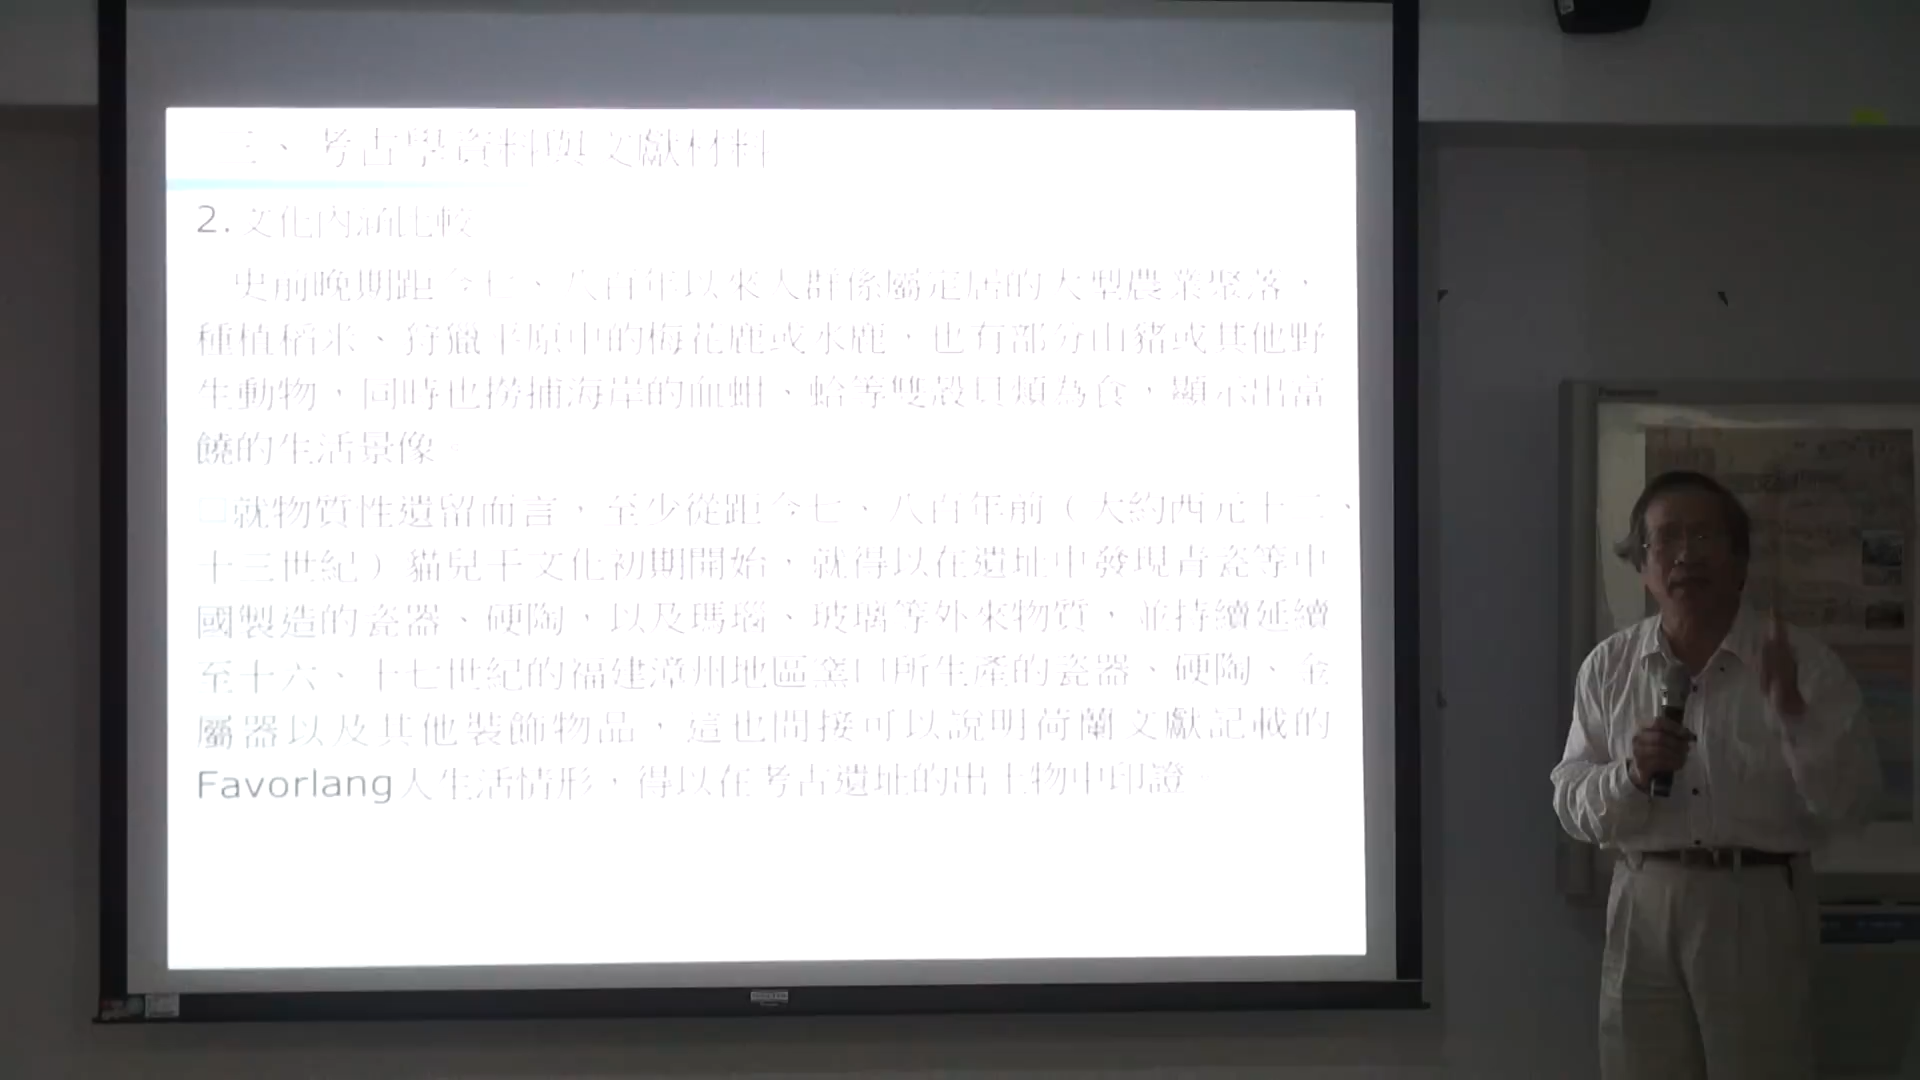 、考古學資料與文獻材料
2. 文化內涵比較
史前晚期距今七、八百年以來人群係屬定居的大型農業聚落，
種植稻米、狩獵平原中的梅花鹿或水鹿，也有部分山豬或其他野
生動物，同時也撈捕海岸的血蚶、蛤等雙殼貝類為食，顯示出富
饒的生活景像。
□就物質性遺留而言，至少從距今七、八百年前（大約西元十二、
十三世紀）貓兒干文化初期開始，就得以在遺址中發現青瓷等中
國製造的瓷器、硬陶，以及瑪瑙、玻璃等外來物質，並持續延續
至十六、十七世紀的福建漳州地區窯口所生產的瓷器、硬陶、金
屬器以及其他裝飾物品，這也間接可以說明荷蘭文獻記載的
Favorlang人生活情形，得以在考古遺址的出土物中印證。